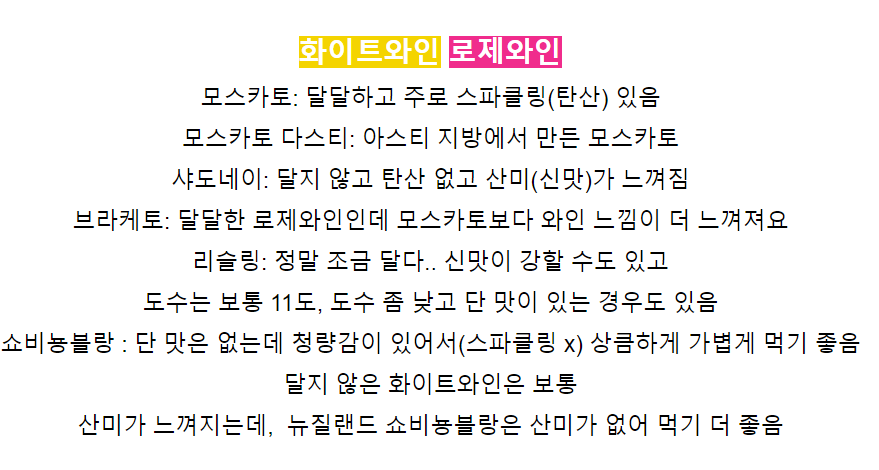 화이트와인 로제와인
모스카토: 달달하고 주로 스파클링(탄산) 있음
모스카토 다스티: 아스티 지방에서 만든 모스카토
샤도네이: 달지 않고 탄산 없고 산미(신맛)가 느껴짐
브라케토: 달달한 로제와인인데 모스카토보다 와인 느낌이 더 느껴져요
리슬링: 정말 조금 달다.. 신맛이 강할 수도 있고
도수는 보통 11도, 도수 좀 낮고 단 맛이 있는 경우도 있음
쇼비뇽블랑 : 단 맛은 없는데 청량감이 있어서(스파클링 x) 상큼하게 가볍게 먹기 좋음
달지 않은 화이트와인은 보통
산미가 느껴지는데, 뉴질랜드 쇼비뇽블랑은 산미가 없어 먹기 더 좋음